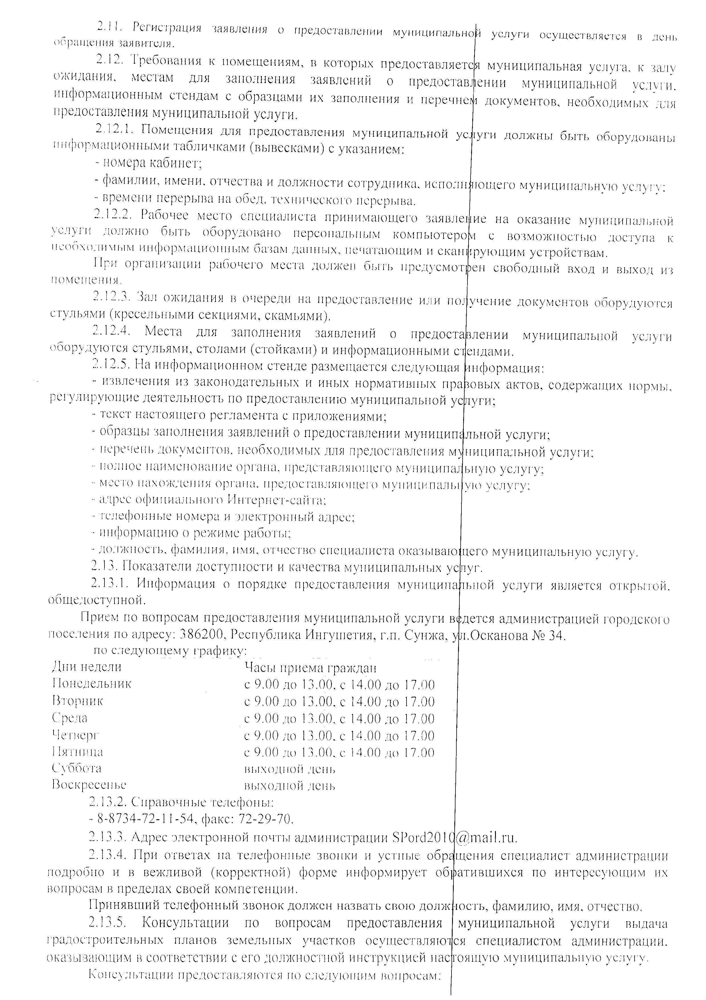 2.11. Регистрация заявления о предоставлении муниципальной услуги осуществляется в день
обращения заявителя.
2.12. Требования к помещениям, в которых предоставляется муниципальная услуга, к залу
ожидания, местам для заполнения заявлений о предоставлении муниципальной услуги,
информационным стендам с образцами их заполнения и перечнем документов, необходимых для
предоставления муниципальной услуги.
2.12.1. Помещения для предоставления муниципальной услуги должны быть оборудованы
информационными табличками (вывесками) с указанием:
- номера кабинет;
- фамилии, имени, отчества и должности сотрудника, исполняющего муниципальную услугу;
- времени перерыва на обед, технического перерыва.
2.12.2. Рабочее место специалиста принимающего заявление на оказание муниципальной
услуги должно быть оборудовано персональным компьютером с возможностью доступа к
необходимым информационным базам данных, печатающим и сканирующим устройствам.
При организации рабочего места должен быть предусмотрен свободный вход и выход из
помещения.
2.12.3. Зал ожидания в очереди на предоставление или получение документов оборудуются
стульями (кресельными секциями, скамьями).
2.12.4. Места для заполнения заявлений о предоставлении муниципальной услуги
оборудуются стульями, столами (стойками) и информационными стендами.
2.12.5. На информационном стенде размещается следующая информация:
- извлечения из законодательных и иных нормативных правовых актов, содержащих нормы,
регулирующие деятельность по предоставлению муниципальной услуги;
- текст настоящего регламента с приложениями;
- образцы заполнения заявлений о предоставлении муниципальной услуги;
- перечень документов, необходимых для предоставления муниципальной услуги;
- полное наименование органа, представляющего муниципальную услугу;
- место нахождения органа, предоставляющего муниципальную услугу;
- адрес официального Интернет-сайта;
- телефонные номера и электронный адрес;
- информацию о режиме работы;
- должность, фамилия, имя, отчество специалиста оказывающего муниципальную услугу.
2.13. Показатели доступности и качества муниципальных услуг.
2.13.1. Информация о порядке предоставления муниципальной услуги является открытой,
общедоступной.
Прием по вопросам предоставления муниципальной услуги ведется администрацией городского
поселения по адресу: 386200, Республика Ингушетия, г.п. Сунжа, ул.Осканова № 34.
по следующему графику:
Дни недели Часы приема граждан
Понедельник с 9.00 до 13.00, с 14.00 до 17.00
Вторник с 9.00 до 13.00, с 14.00 до 17.00
Среда с 9.00 до 13.00, с 14.00 до 17.00
Четверг с 9.00 до 13.00, с 14.00 до 17.00
Пятница с 9.00 до 13.00, с 14.00 до 17.00
Суббота выходной день
Воскресенье выходной день
2.13.2. Справочные телефоны:
- 8-8734-72-11-54, факс: 72-29-70.
2.13.3. Адрес электронной почты администрации SPord2010@mail.ru.
2.13.4. При ответах на телефонные звонки и устные обращения специалист администрации
подробно и в вежливой (корректной) форме информирует обратившихся по интересующим их
вопросам в пределах своей компетенции.
Принявший телефонный звонок должен назвать свою должность, фамилию, имя, отчество.
2.13.5. Консультации по вопросам предоставления муниципальной услуги выдача
градостроительных планов земельных участков осуществляются специалистом администрации,
оказывающим в соответствии с его должностной инструкцией настоящую муниципальную услугу.
Консультации предоставляются по следующим вопросам: